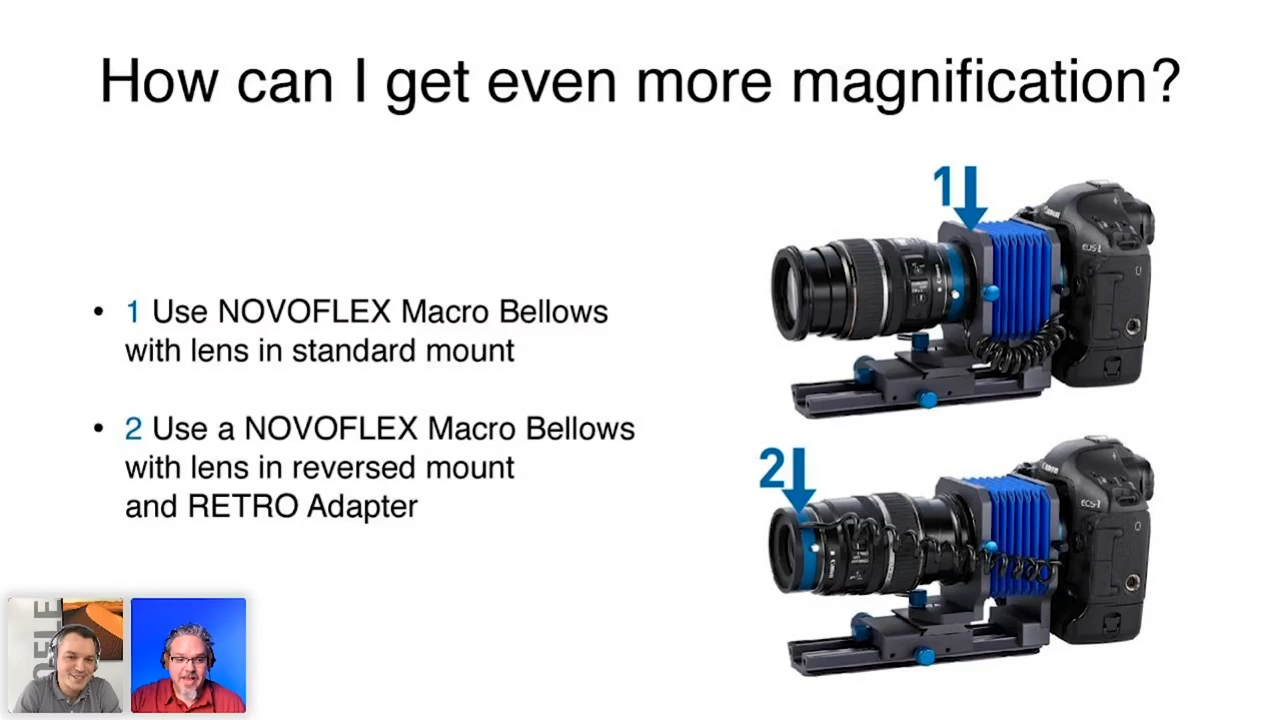 How can I get even more magnification?
1
• 1 Use NOVOFLEX Macro Bellows
with lens in standard mount
2
• 2 Use a NOVOFLEX Macro Bellows
with lens in reversed mount
and RETRO Adapter
Canon